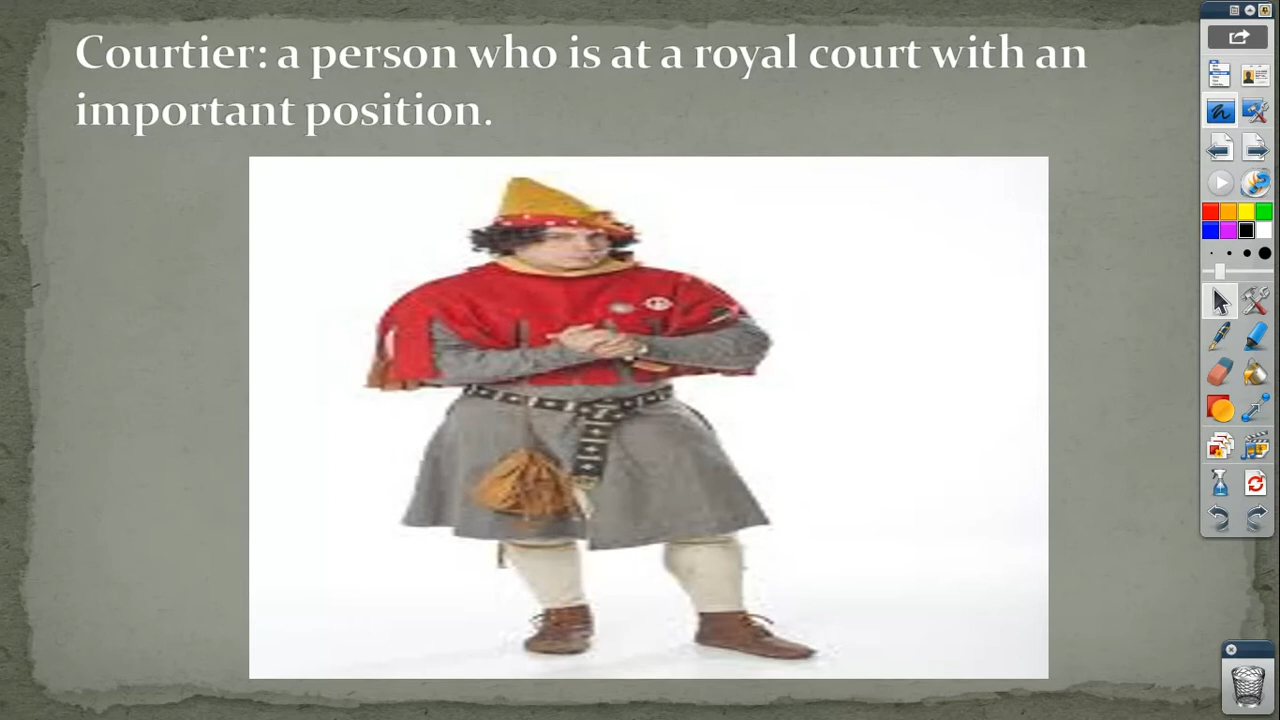 Courtier: a person who is at a royal court with an
important position.